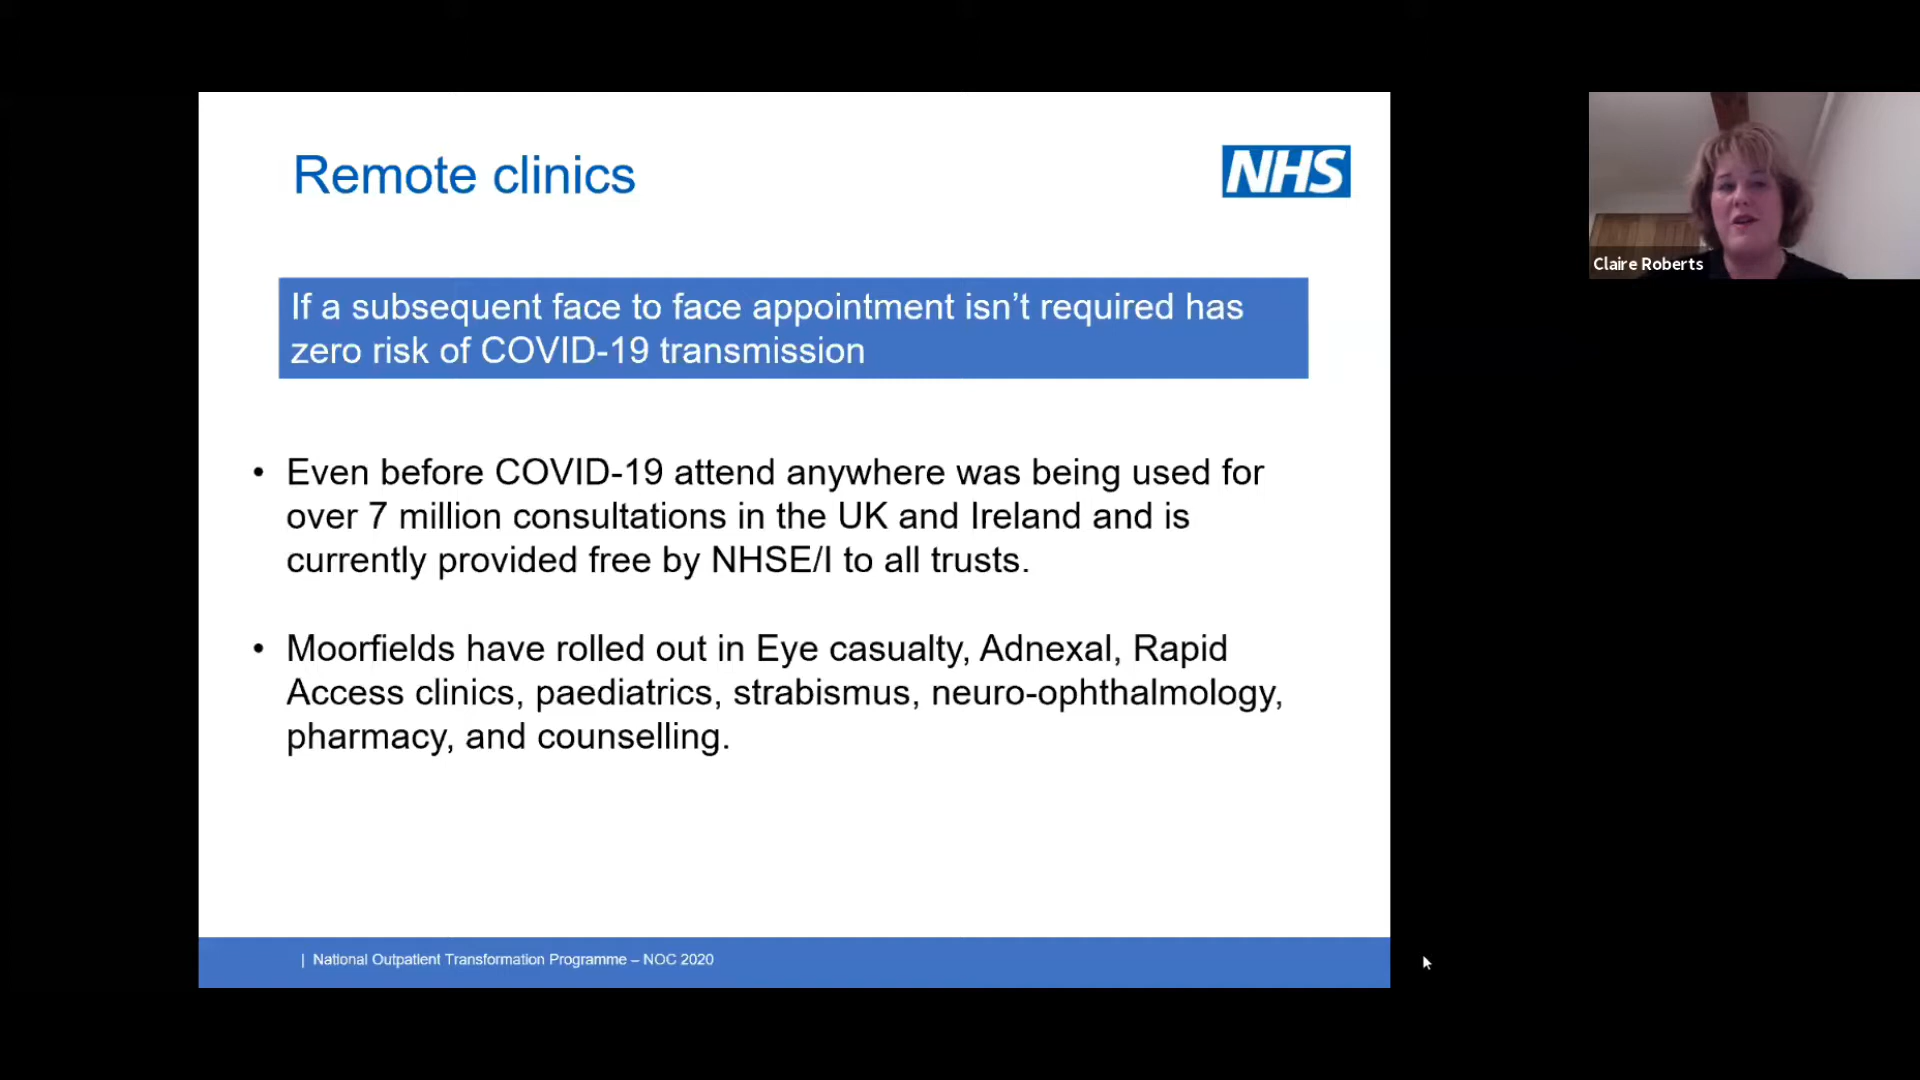 Remote clinics
NHS
If a subsequent face to face appointment isn’t required has
zero risk of COVID-19 transmission
• Even before COVID-19 attend anywhere was being used for
over 7 million consultations in the UK and Ireland and is
currently provided free by NHSE/I to all trusts.
• Moorfields have rolled out in Eye casualty, Adnexal, Rapid
Access clinics, paediatrics, strabismus, neuro-ophthalmology,
pharmacy, and counselling.
| National Outpatient Transformation Programme – NOC 2020
Claire Roberts